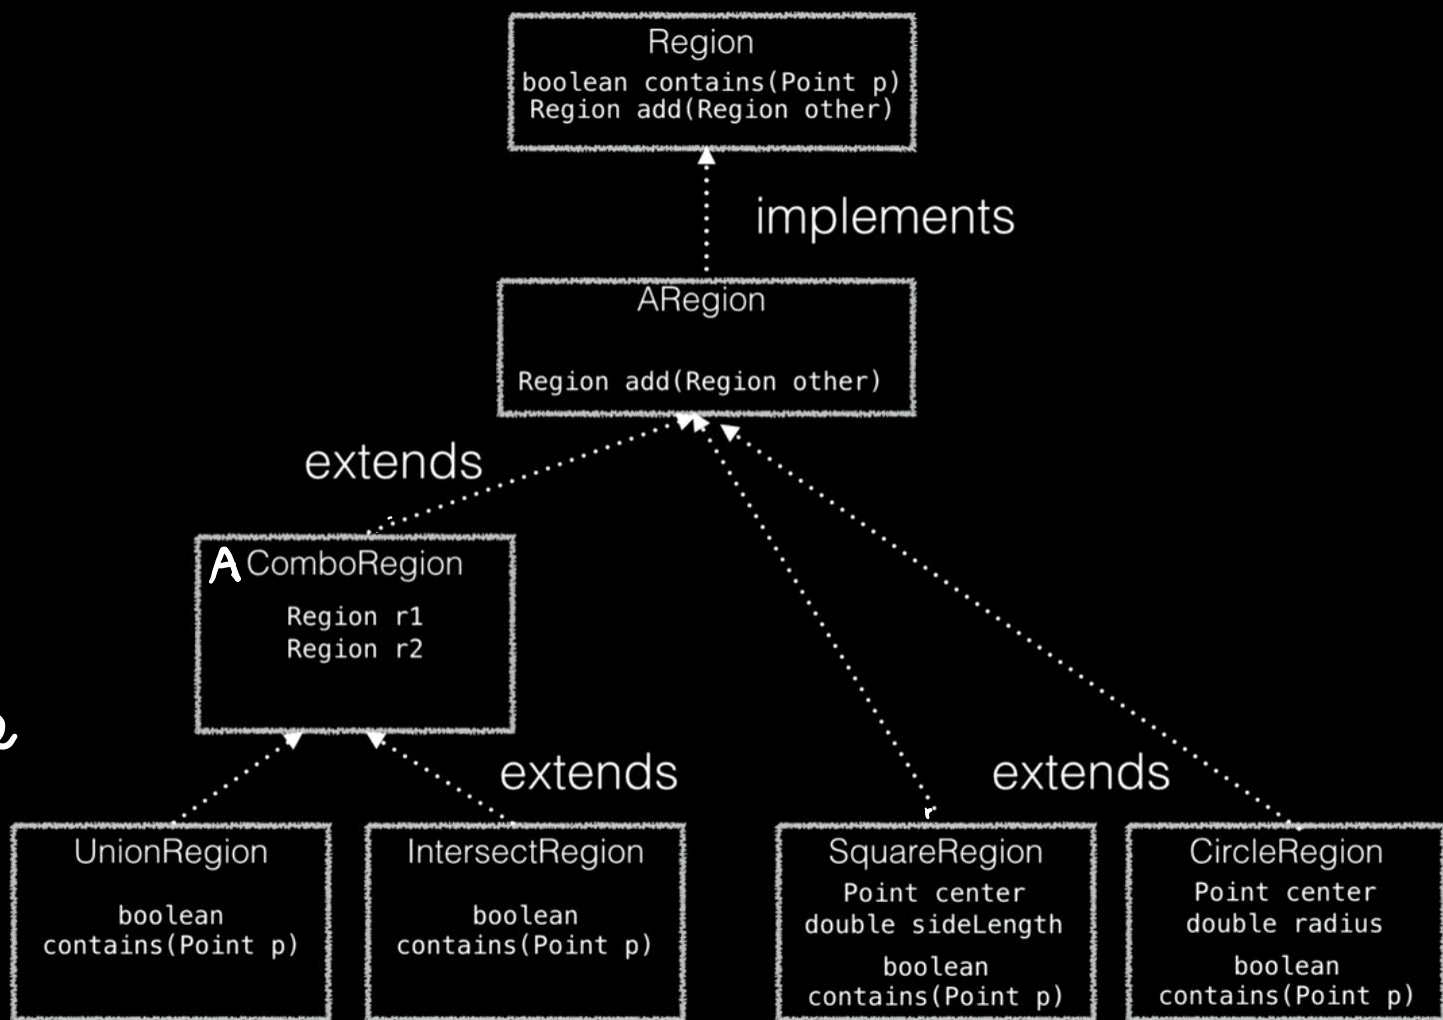 Region
boolean contains(Point p)
Region add(Region other)
implements
ARegion
Region add(Region other)
extends
A ComboRegion
Region r1
Region r2
extends
extends
UnionRegion
boolean
contains(Point p)
IntersectRegion
boolean
contains(Point p)
SquareRegion
Point center
double sideLength
boolean
contains(Point p)
CircleRegion
Point center
double radius
boolean
contains(Point p)